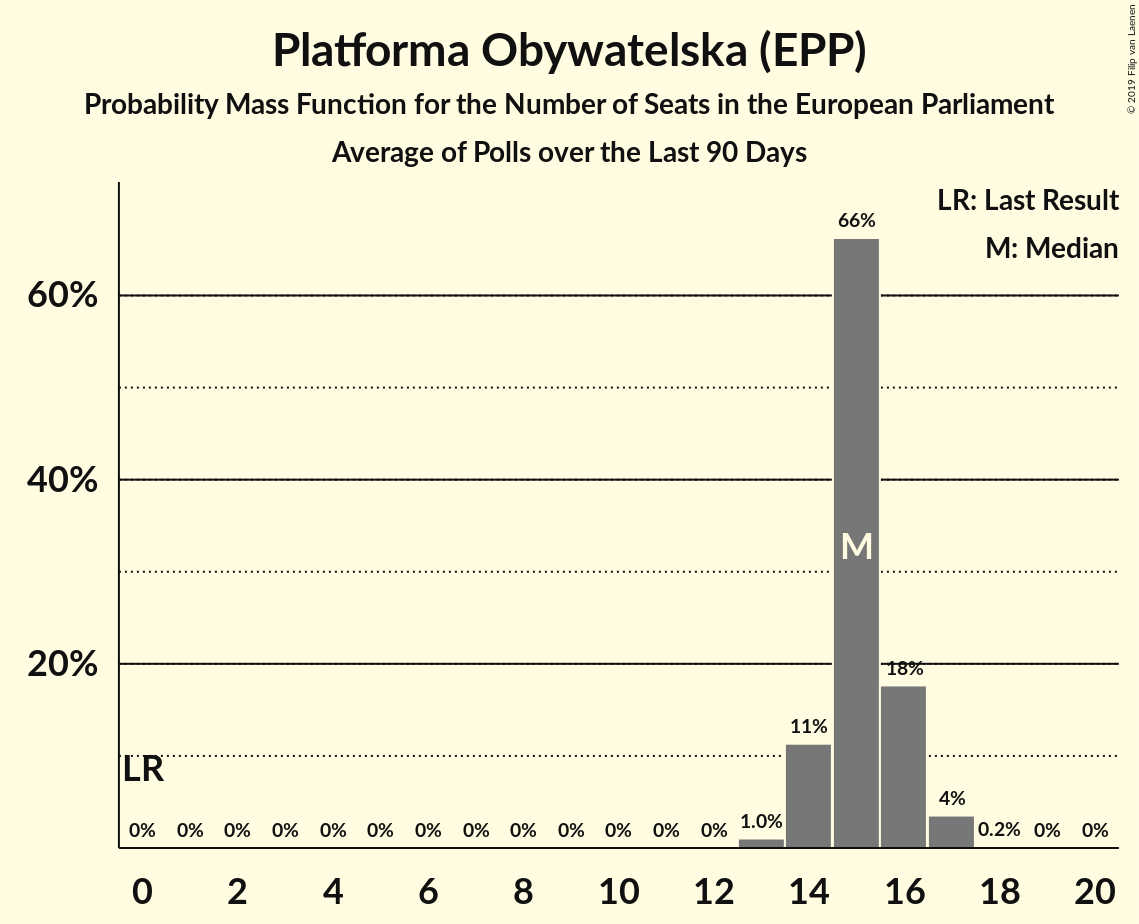 Platforma Obywatelska (EPP)
Probability Mass Function for the Number of Seats in the European Parliament
Average of Polls over the Last 90 Days
© 2019 Filip van Laenen
LR: Last Result
M: Median
66%
60%
40%
M
20%
18%
11%
LR
4%
0% 0% 0% 0% 0% 0% 0% 0% 0% 0% 0% 0% 0% 1.0% 0.2% 0% 0%
0 2 4 6 8 10 12 14 16 18 20